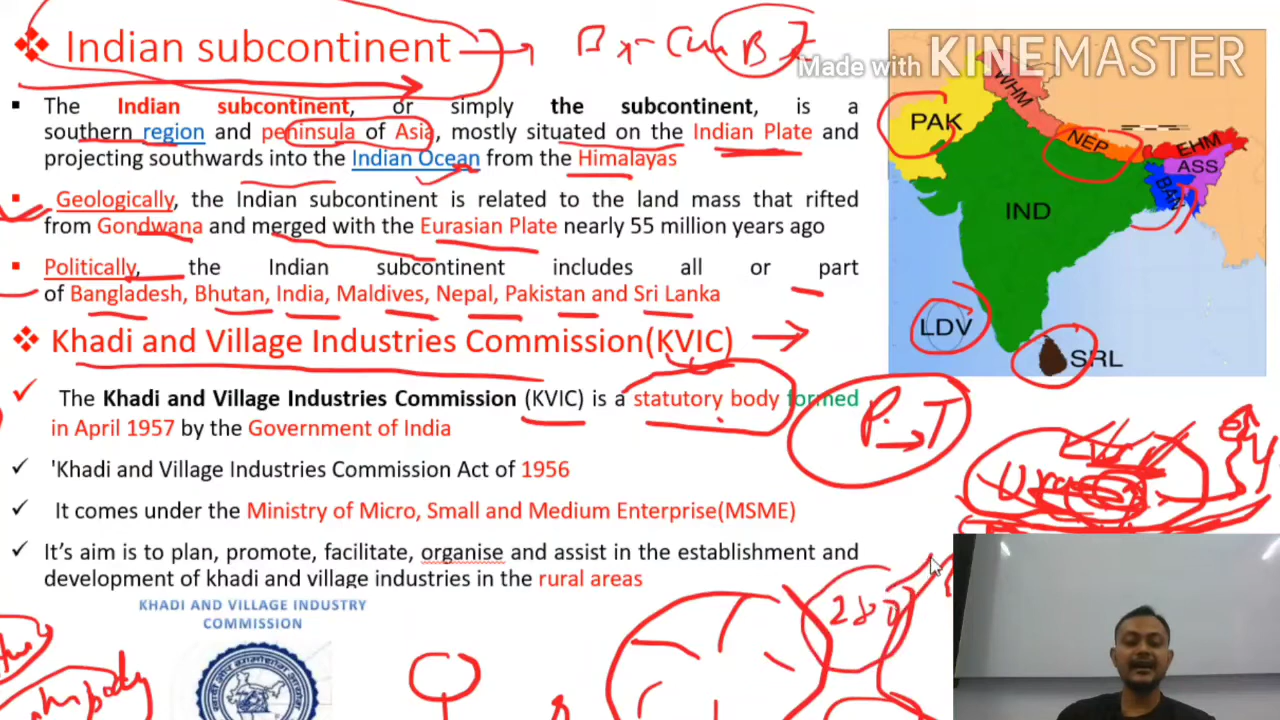 Indian subcontinent
Made with KINEMASTER
The Indian subcontinent, or simply the subcontinent, is a
southern region and peninsula of Asia, mostly situated on the Indian Plate and
projecting southwards into the Indian Ocean from the Himalayas
Geologically, the Indian subcontinent is related to the land mass that rifted
from Gondwana and merged with the Eurasian Plate nearly 55 million years ago
Politically, the Indian subcontinent includes all or part
of Bangladesh, Bhutan, India, Maldives, Nepal, Pakistan and Sri Lanka
WHM
PAK
NEP
EHM
ASS
BAN
IND
LDV
SRL
Khadi and Village Industries Commission(KVIC)
The Khadi and Village Industries Commission (KVIC) is a statutory body formed
in April 1957 by the Government of India
P. → T
'Khadi and Village Industries Commission Act of 1956
It comes under the Ministry of Micro, Small and Medium Enterprise(MSME)
It's aim is to plan, promote, facilitate, organise and assist in the establishment and
development of khadi and village industries in the rural areas
KHADI AND VILLAGE INDUSTRY
COMMISSION